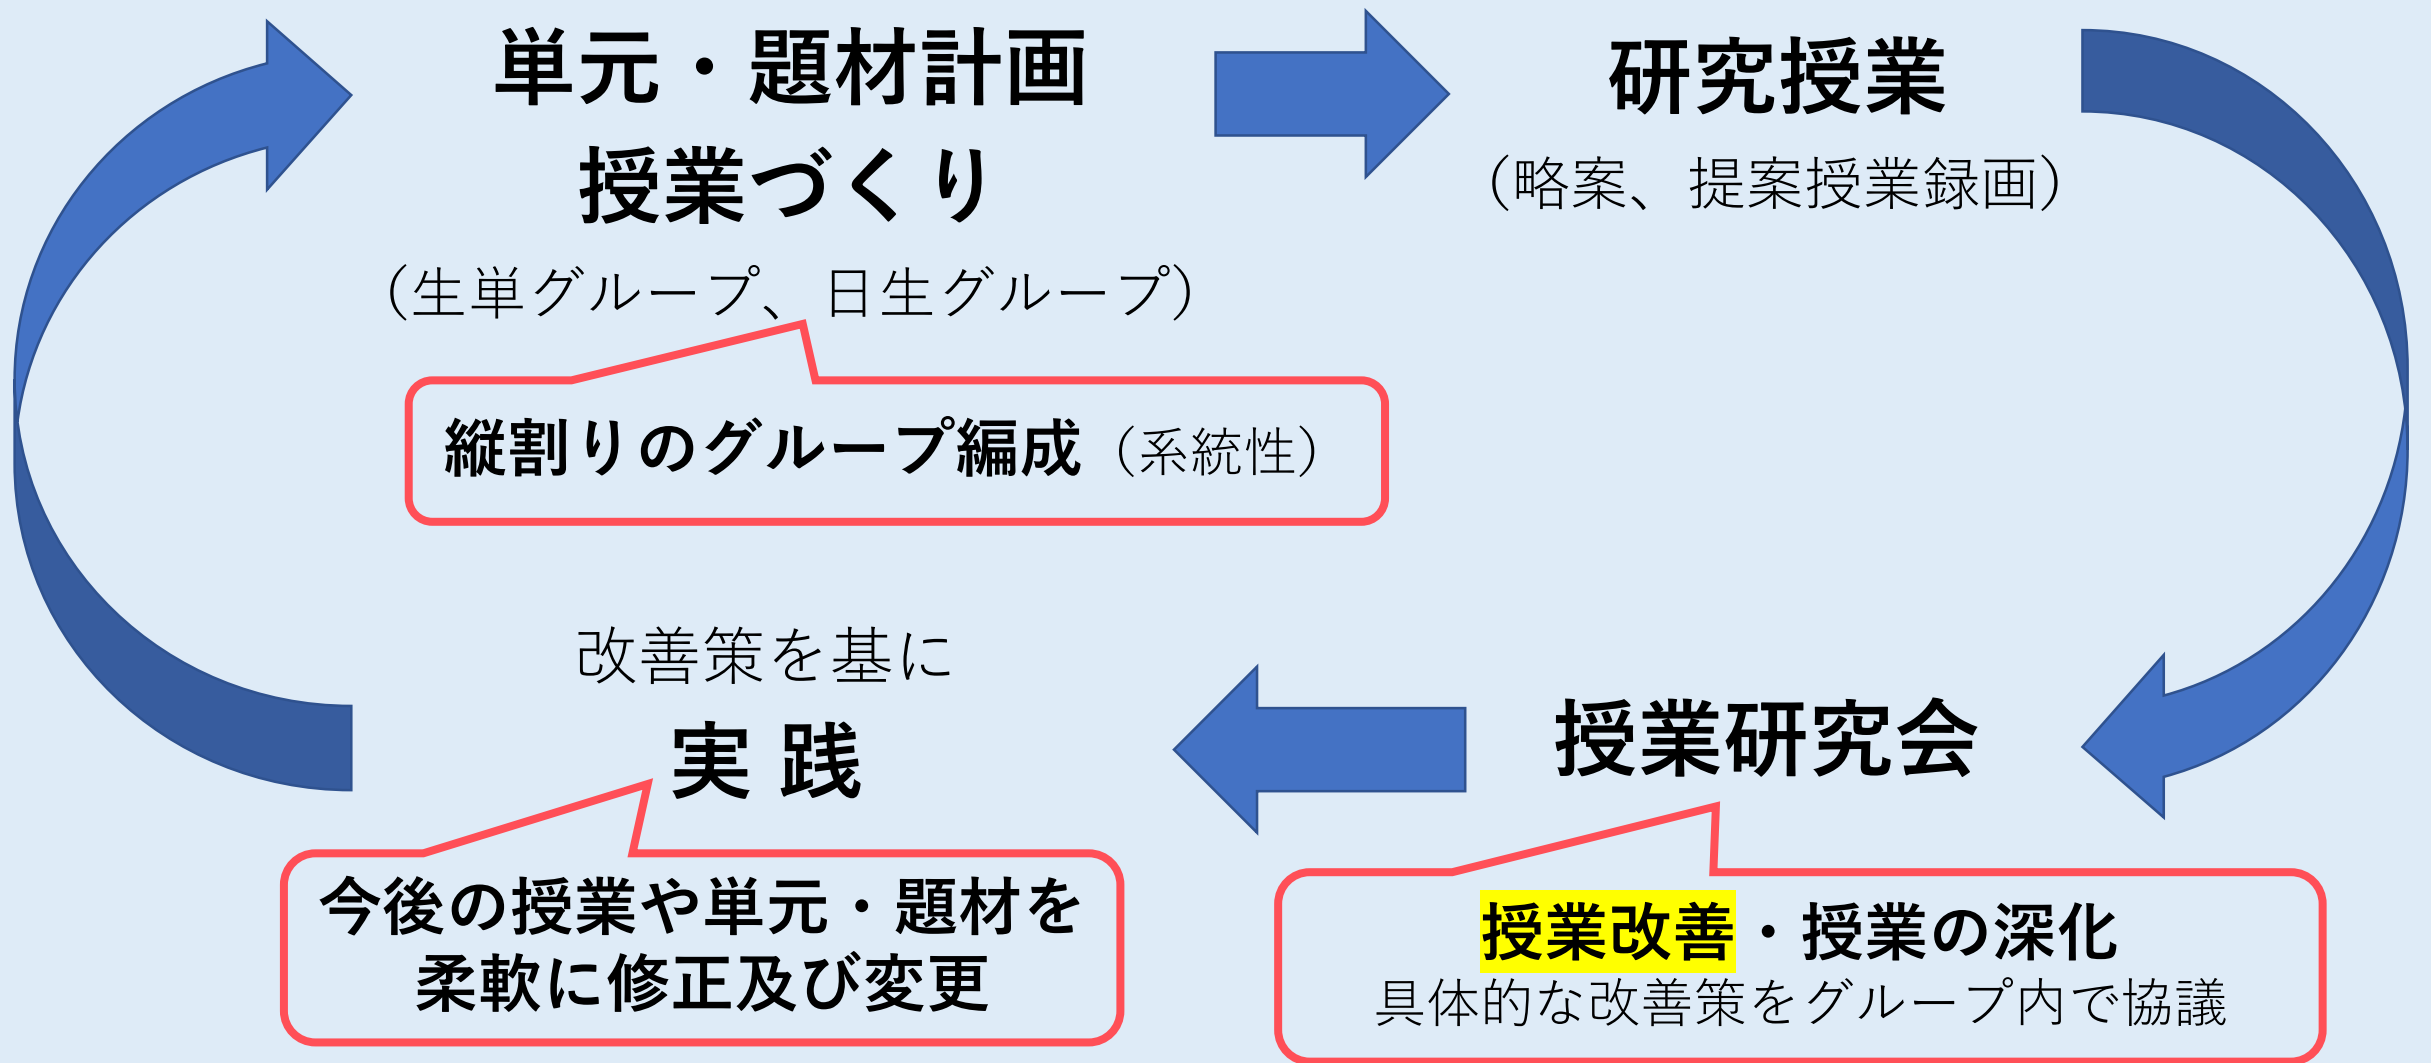 単元・題材計画
授業づくり
（生単グループ、日生グループ）
縦割りのグループ編成（系統性）
研究授業
（略案、提案授業録画）
授業研究会
授業改善・授業の深化
具体的な改善策をグループ内で協議
改善策を基に
実 践
今後の授業や単元・題材を
柔軟に修正及び変更